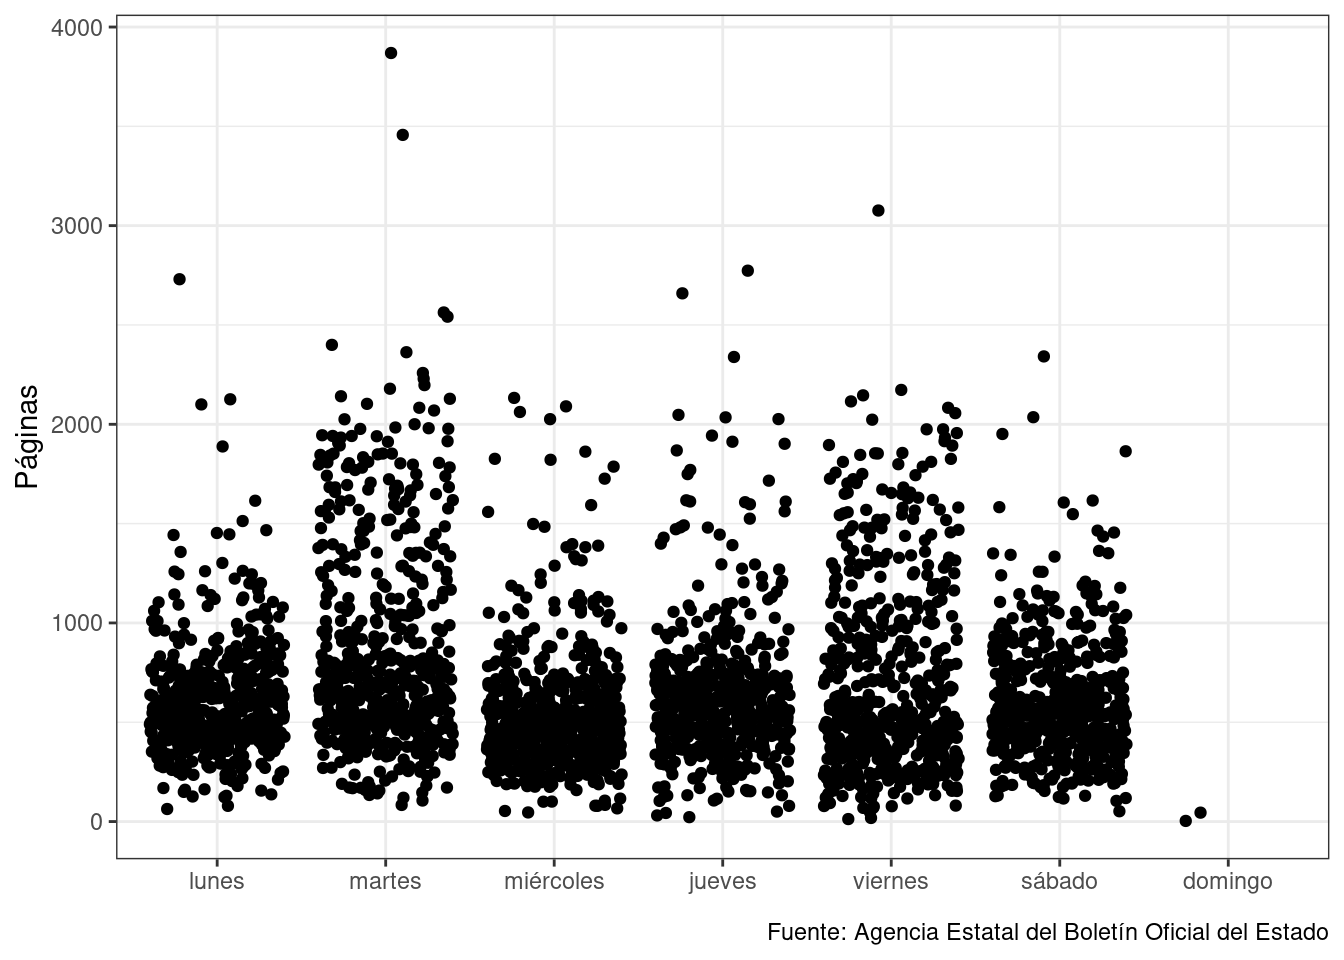 4000
3000
2000
1000
0
Páginas
lunes martes miércoles jueves viernes sábado domingo
Fuente: Agencia Estatal del Boletín Oficial del Estado